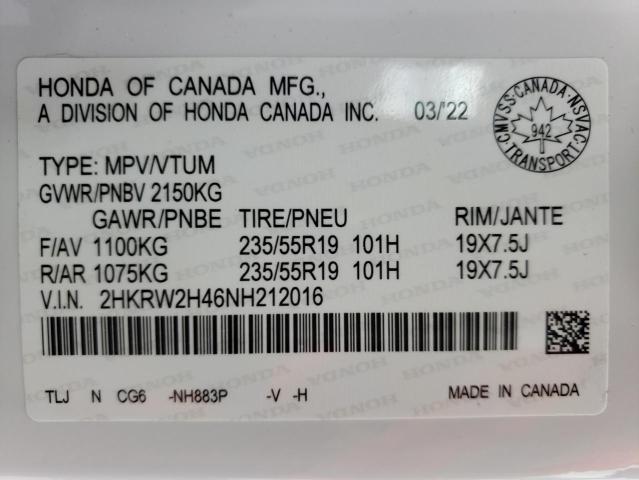 HONDA OF CANADA MFG.,
A DIVISION OF HONDA CANADA INC. 03/'22
CMVSS·CANADA·NSVAC·TRANSPORT·
942
TYPE: MPV/VTUM
GVWR/PNBV 2150KG
GAWR/PNBE TIRE/PNEU RIM/JANTE
F/AV 1100KG 235/55R19 101H 19X7.5J
R/AR 1075KG 235/55R19 101H 19X7.5J
V.I.N. 2HKRW2H46NH212016
TLJ N CG6 -NH883P -V -H MADE IN CANADA